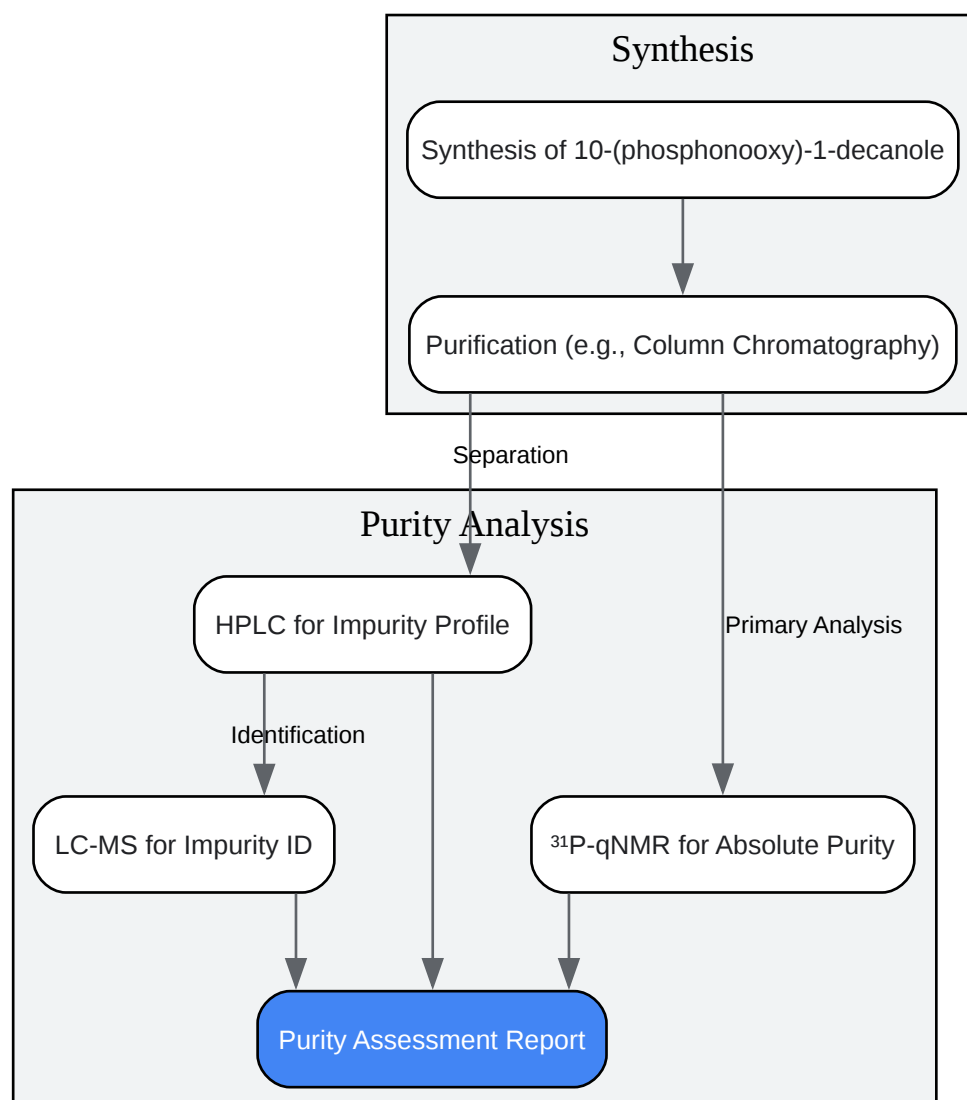 Synthesis
Synthesis of 10-(phosphonooxy)-1-decanole
Purification (e.g., Column Chromatography)
Separation
Purity Analysis
HPLC for Impurity Profile
Primary Analysis
Identification
LC-MS for Impurity ID
³¹P-qNMR for Absolute Purity
Purity Assessment Report